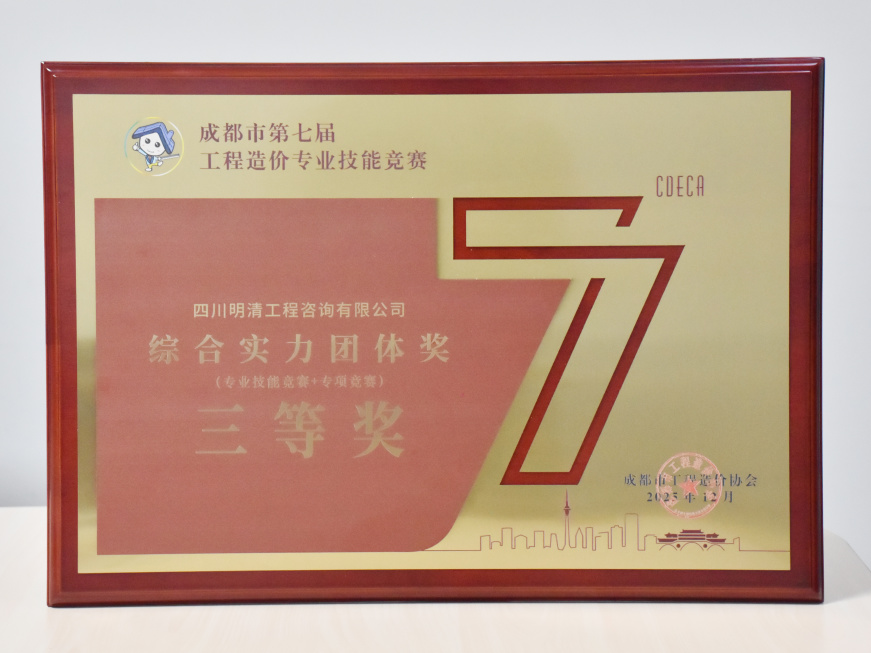 成都市第七届
工程造价专业技能竞赛
CDECA
7
四川明清工程咨询有限公司
综合实力团体奖
(专业技能竞赛+专项竞赛)
三等奖
成都市工程造价协会
2025年12月